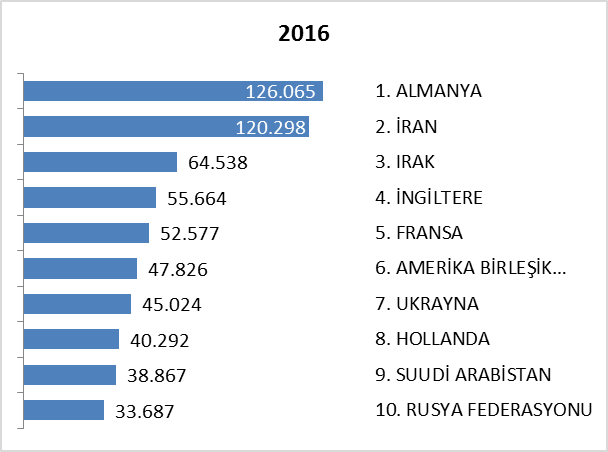 2016
126.065 1. ALMANYA
120.298 2. İRAN
64.538 3. IRAK
55.664 4. İNGİLTERE
52.577 5. FRANSA
47.826 6. AMERİKA BİRLEŞİK...
45.024 7. UKRAYNA
40.292 8. HOLLANDA
38.867 9. SUUDİ ARABİSTAN
33.687 10. RUSYA FEDERASYONU